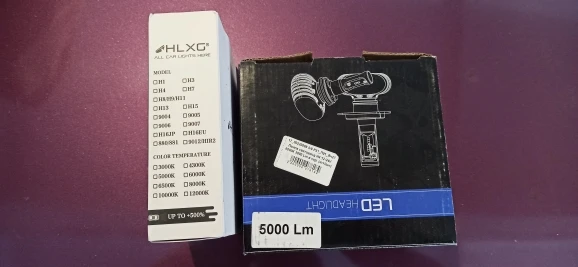 HLXG®
ALL CAR LIGHTS HERE
MODEL
□H1 □H3
□H4 □H7
□H8/H9/H11
□H13 □H15
□9004 □9005
□9006 □9007
□H16JP □H16EU
□880/881 □9012/HIR2
COLOR TEMPERATURE
□3000K □4300K
□5000K □6000K
□6500K □8000K
□10000K □12000K
UP TO +500%
LED HEADLIGHT
5000 Lm